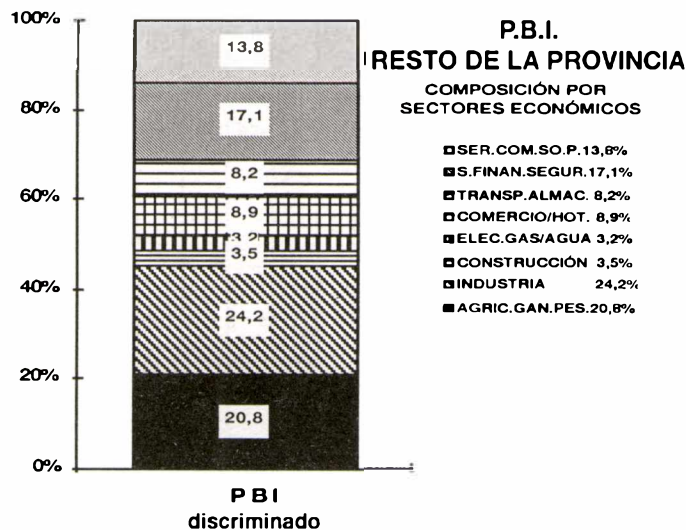 P.B.I.
RESTO DE LA PROVINCIA
COMPOSICIÓN POR
SECTORES ECONÓMICOS
100%
80%
60%
40%
20%
0%
13,8
17,1
8,2
8,9
3,2
3,5
24,2
20,8
SER.COM.SO.P.13,8%
S.FINAN.SEGUR.17,1%
TRANSP.ALMAC. 8,2%
COMERCIO/HOT. 8,9%
ELEC.GAS/AGUA 3,2%
CONSTRUCCIÓN 3,5%
INDUSTRIA 24,2%
AGRIC.GAN.PES.20,8%
PBI
discriminado